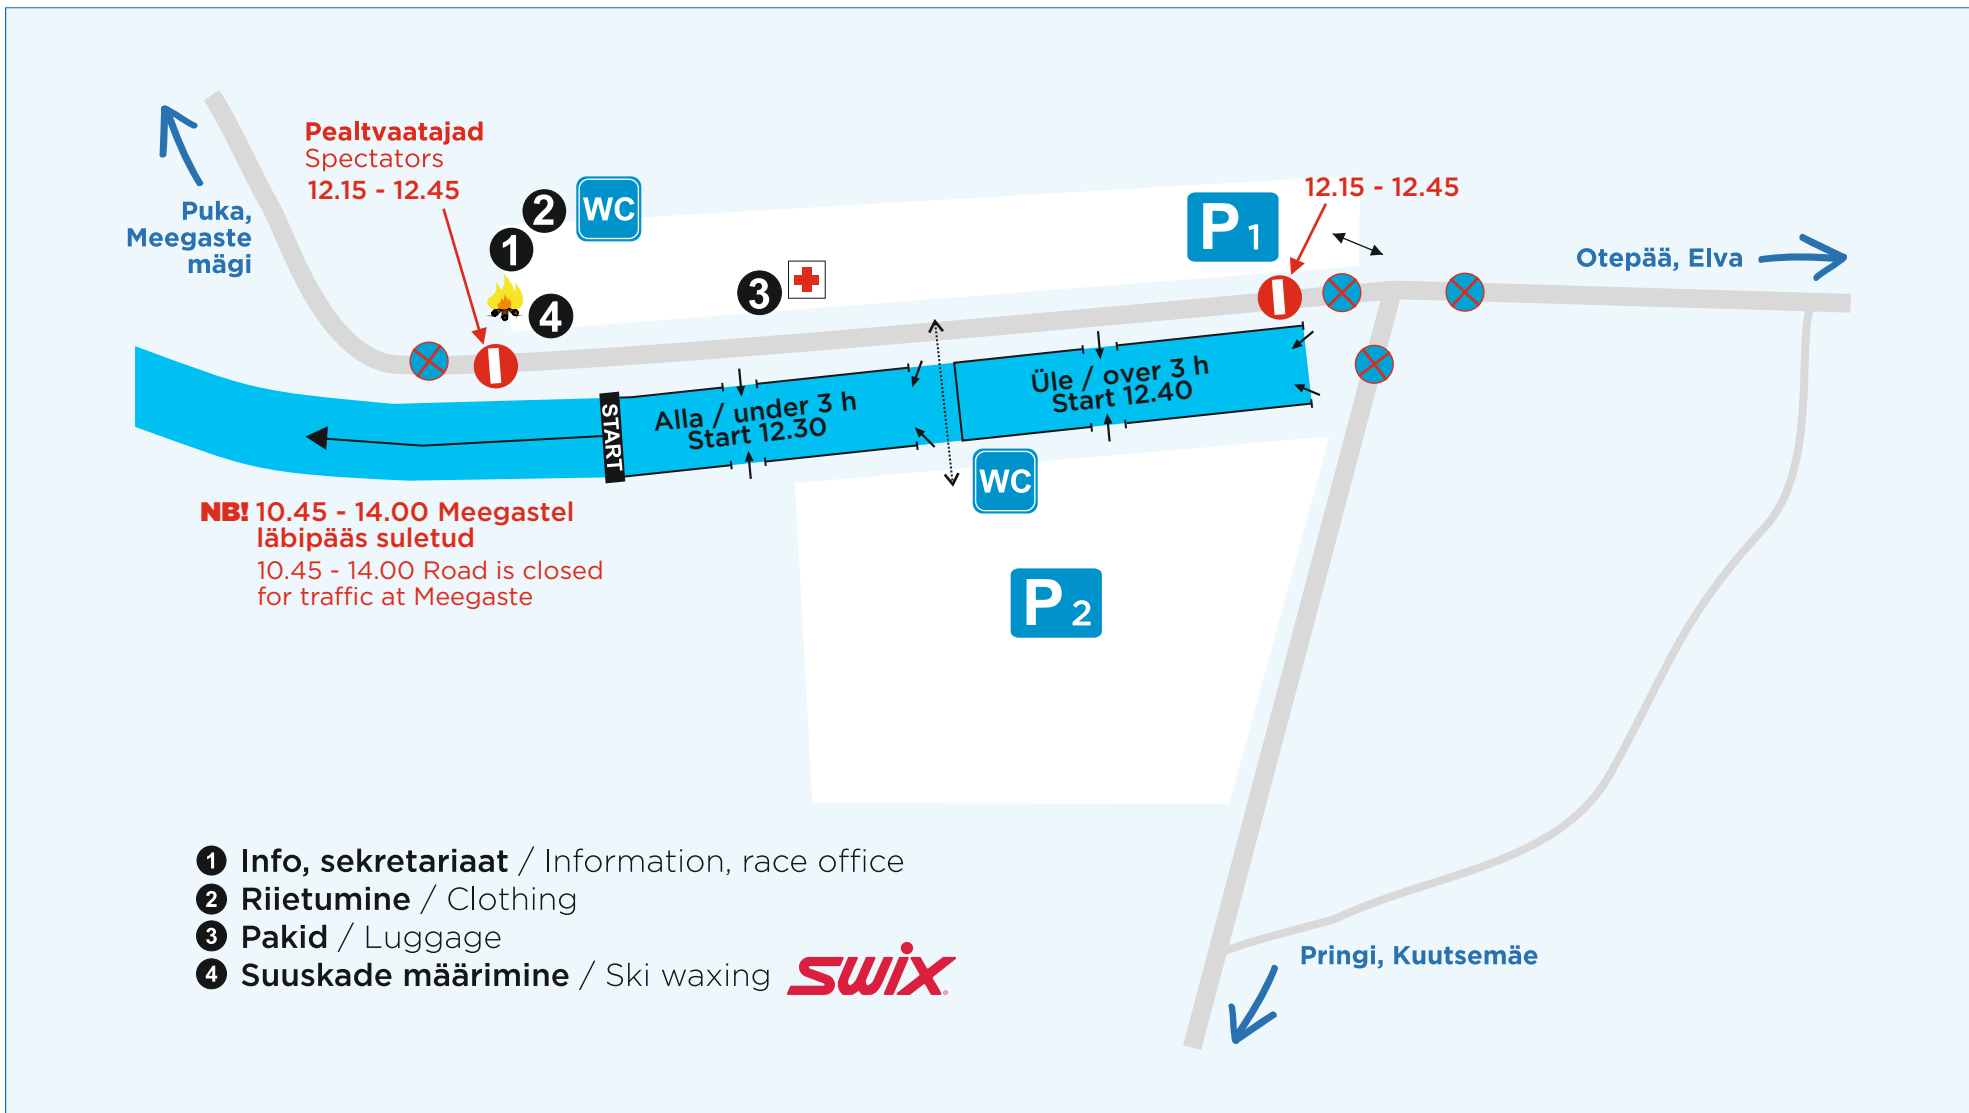 Pealtvaatajad
Spectators
12.15 - 12.45
Puka,
Meegaste
mägi
2
WC
1
4
3
P 1
12.15 - 12.45
Otepää, Elva
START
Alla / under 3 h
Start 12.30
Üle / over 3 h
Start 12.40
WC
P 2
NB! 10.45 - 14.00 Meegastel
läbipääs suletud
10.45 - 14.00 Road is closed
for traffic at Meegaste
1 Info, sekretariaat / Information, race office
2 Riietumine / Clothing
3 Pakid / Luggage
4 Suuskade määrimine / Ski waxing swix
Pringi, Kuutsemäe